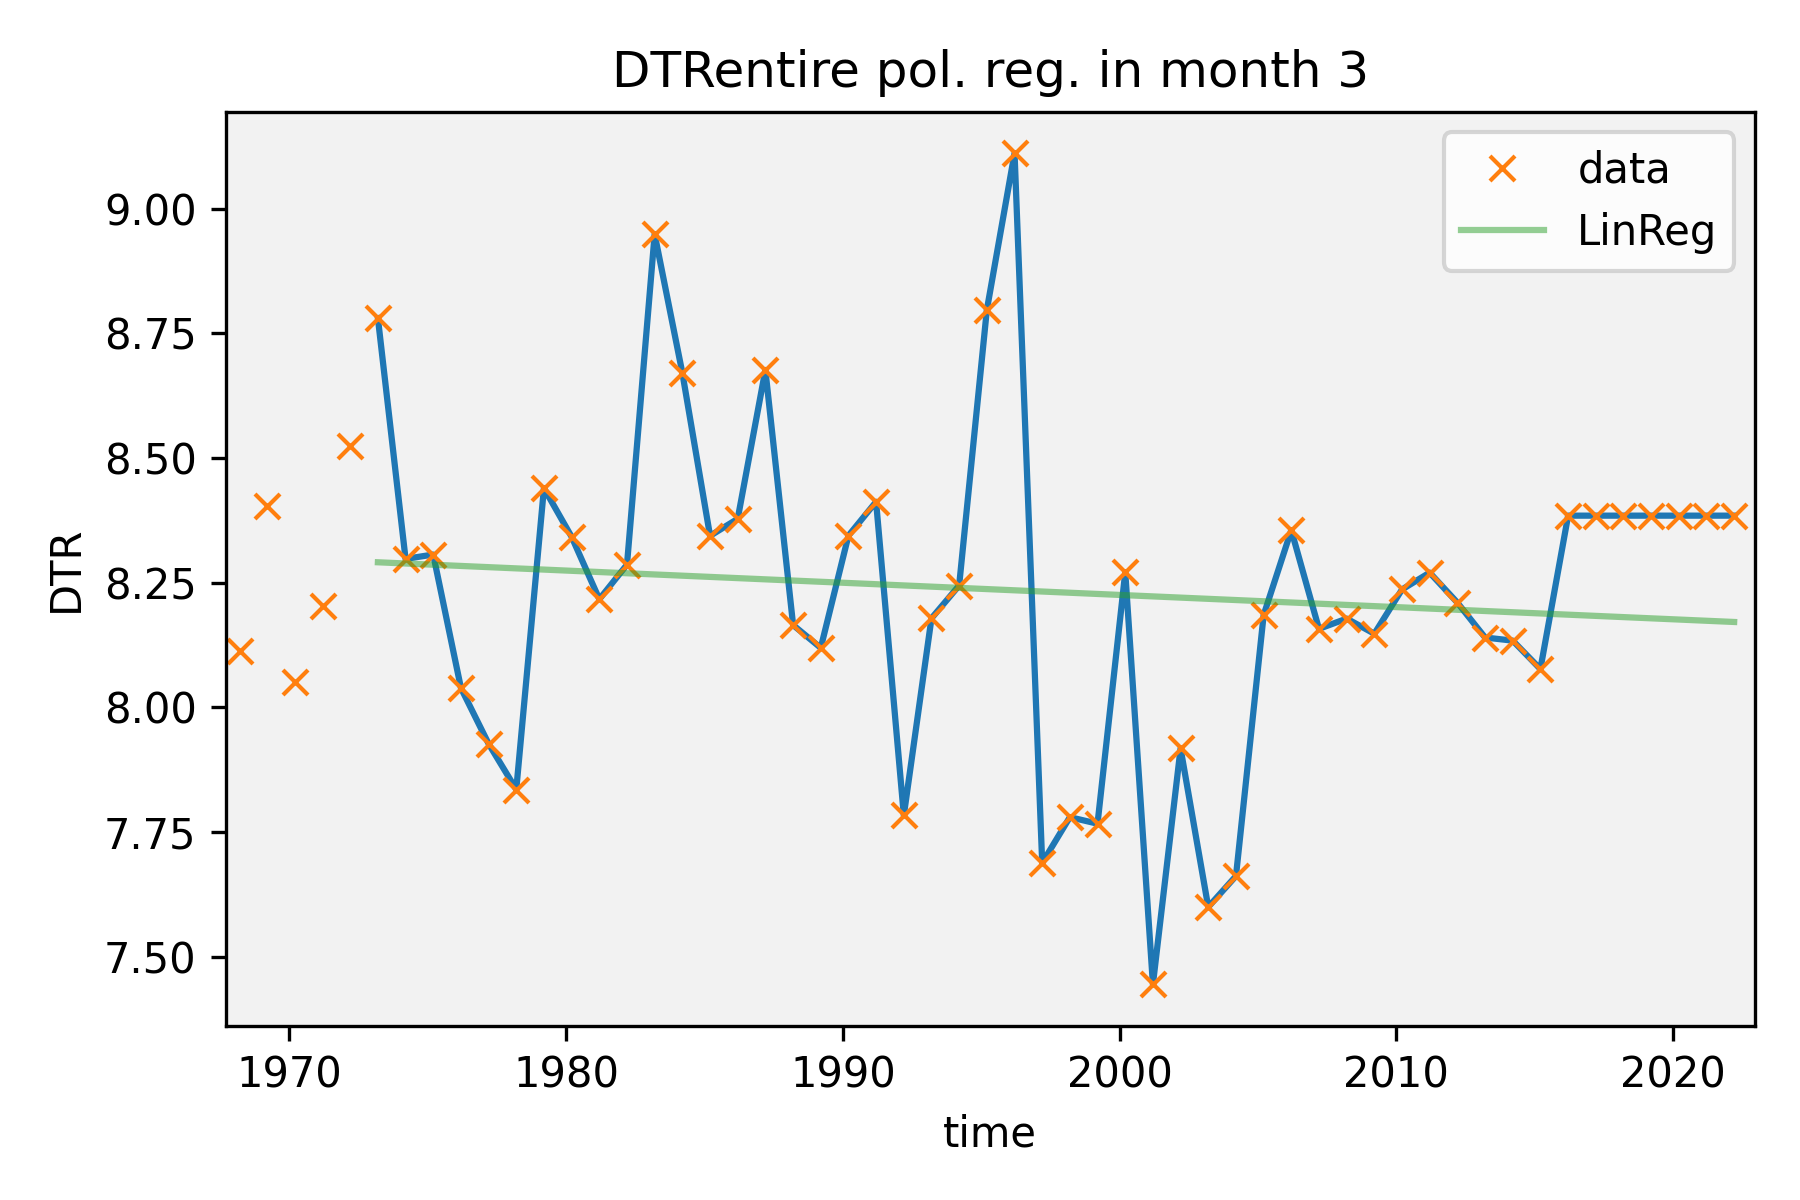 DTRentire pol. reg. in month 3
data
LinReg
9.00
8.75
8.50
8.25
8.00
7.75
7.50
DTR
1970 1980 1990 2000 2010 2020
time